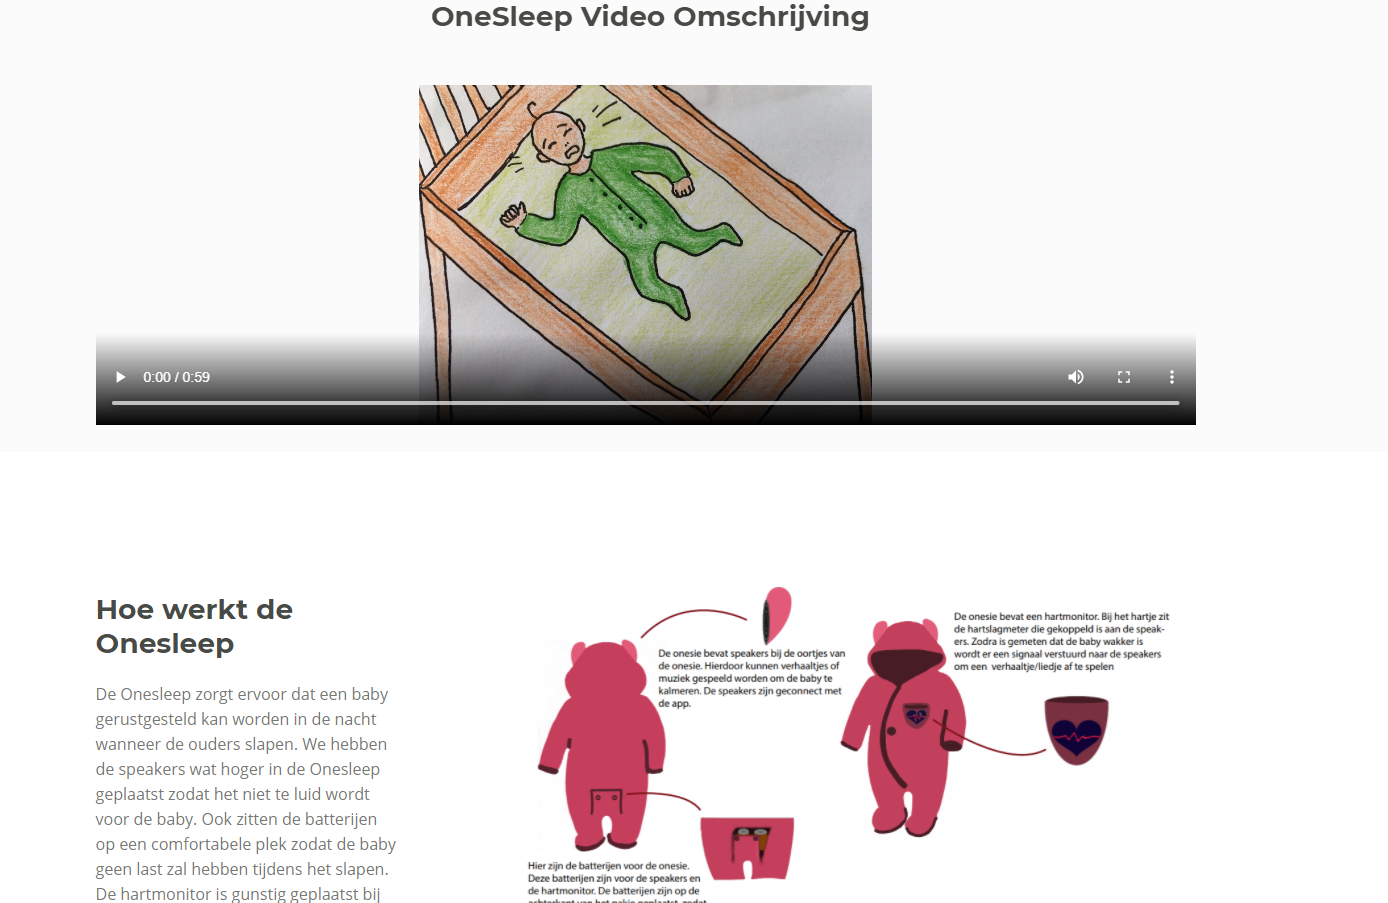 OneSleep Video Omschrijving
0:00 / 0:59
Hoe werkt de
Onesleep
De Onesleep zorgt ervoor dat een baby
gerustgesteld kan worden in de nacht
wanneer de ouders slapen. We hebben
de speakers wat hoger in de Onesleep
geplaatst zodat het niet te luid wordt
voor de baby. Ook zitten de batterijen
op een comfortabele plek zodat de baby
geen last zal hebben tijdens het slapen.
De hartmonitor is gunstig geplaatst bij
De onesie bevat speakers bij de oortjes van
de onesie. Hierdoor kunnen verhaaltjes of
muziek gespeeld worden om de baby te
kalmeren. De speakers zijn geconnect met
de app.
De onesie bevat een hartmonitor. Bij het hartje zit
de hartslagmeter die gekoppeld is aan de speak-
ers. Zodra is gemeten dat de baby wakker is
wordt er een signaal verstuurd naar de speakers
om een verhaaltje/liedje af te spelen
Hier zijn de batterijen voor de onesie.
Deze batterijen zijn voor de speakers en
de hartmonitor. De batterijen zijn op de
achterkant van het pakje geplaatst, zodat